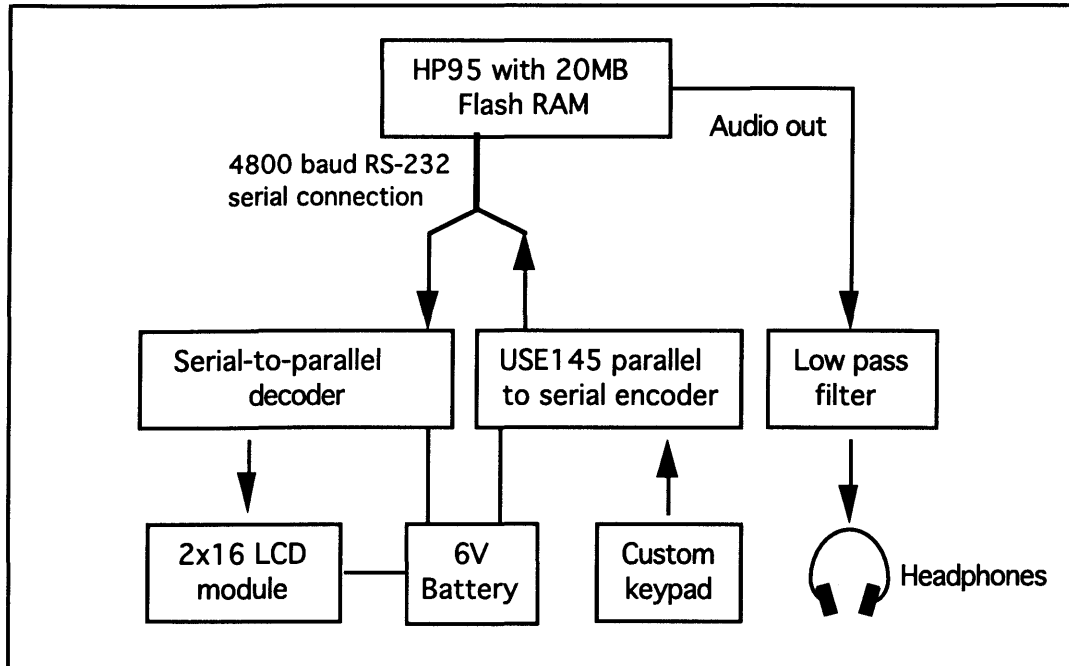 HP95 with 20MB
Flash RAM
Audio out
4800 baud RS-232
serial connection
Serial-to-parallel
decoder
USE145 parallel
to serial encoder
Low pass
filter
2x16 LCD
module
6V
Battery
Custom
keypad
Headphones